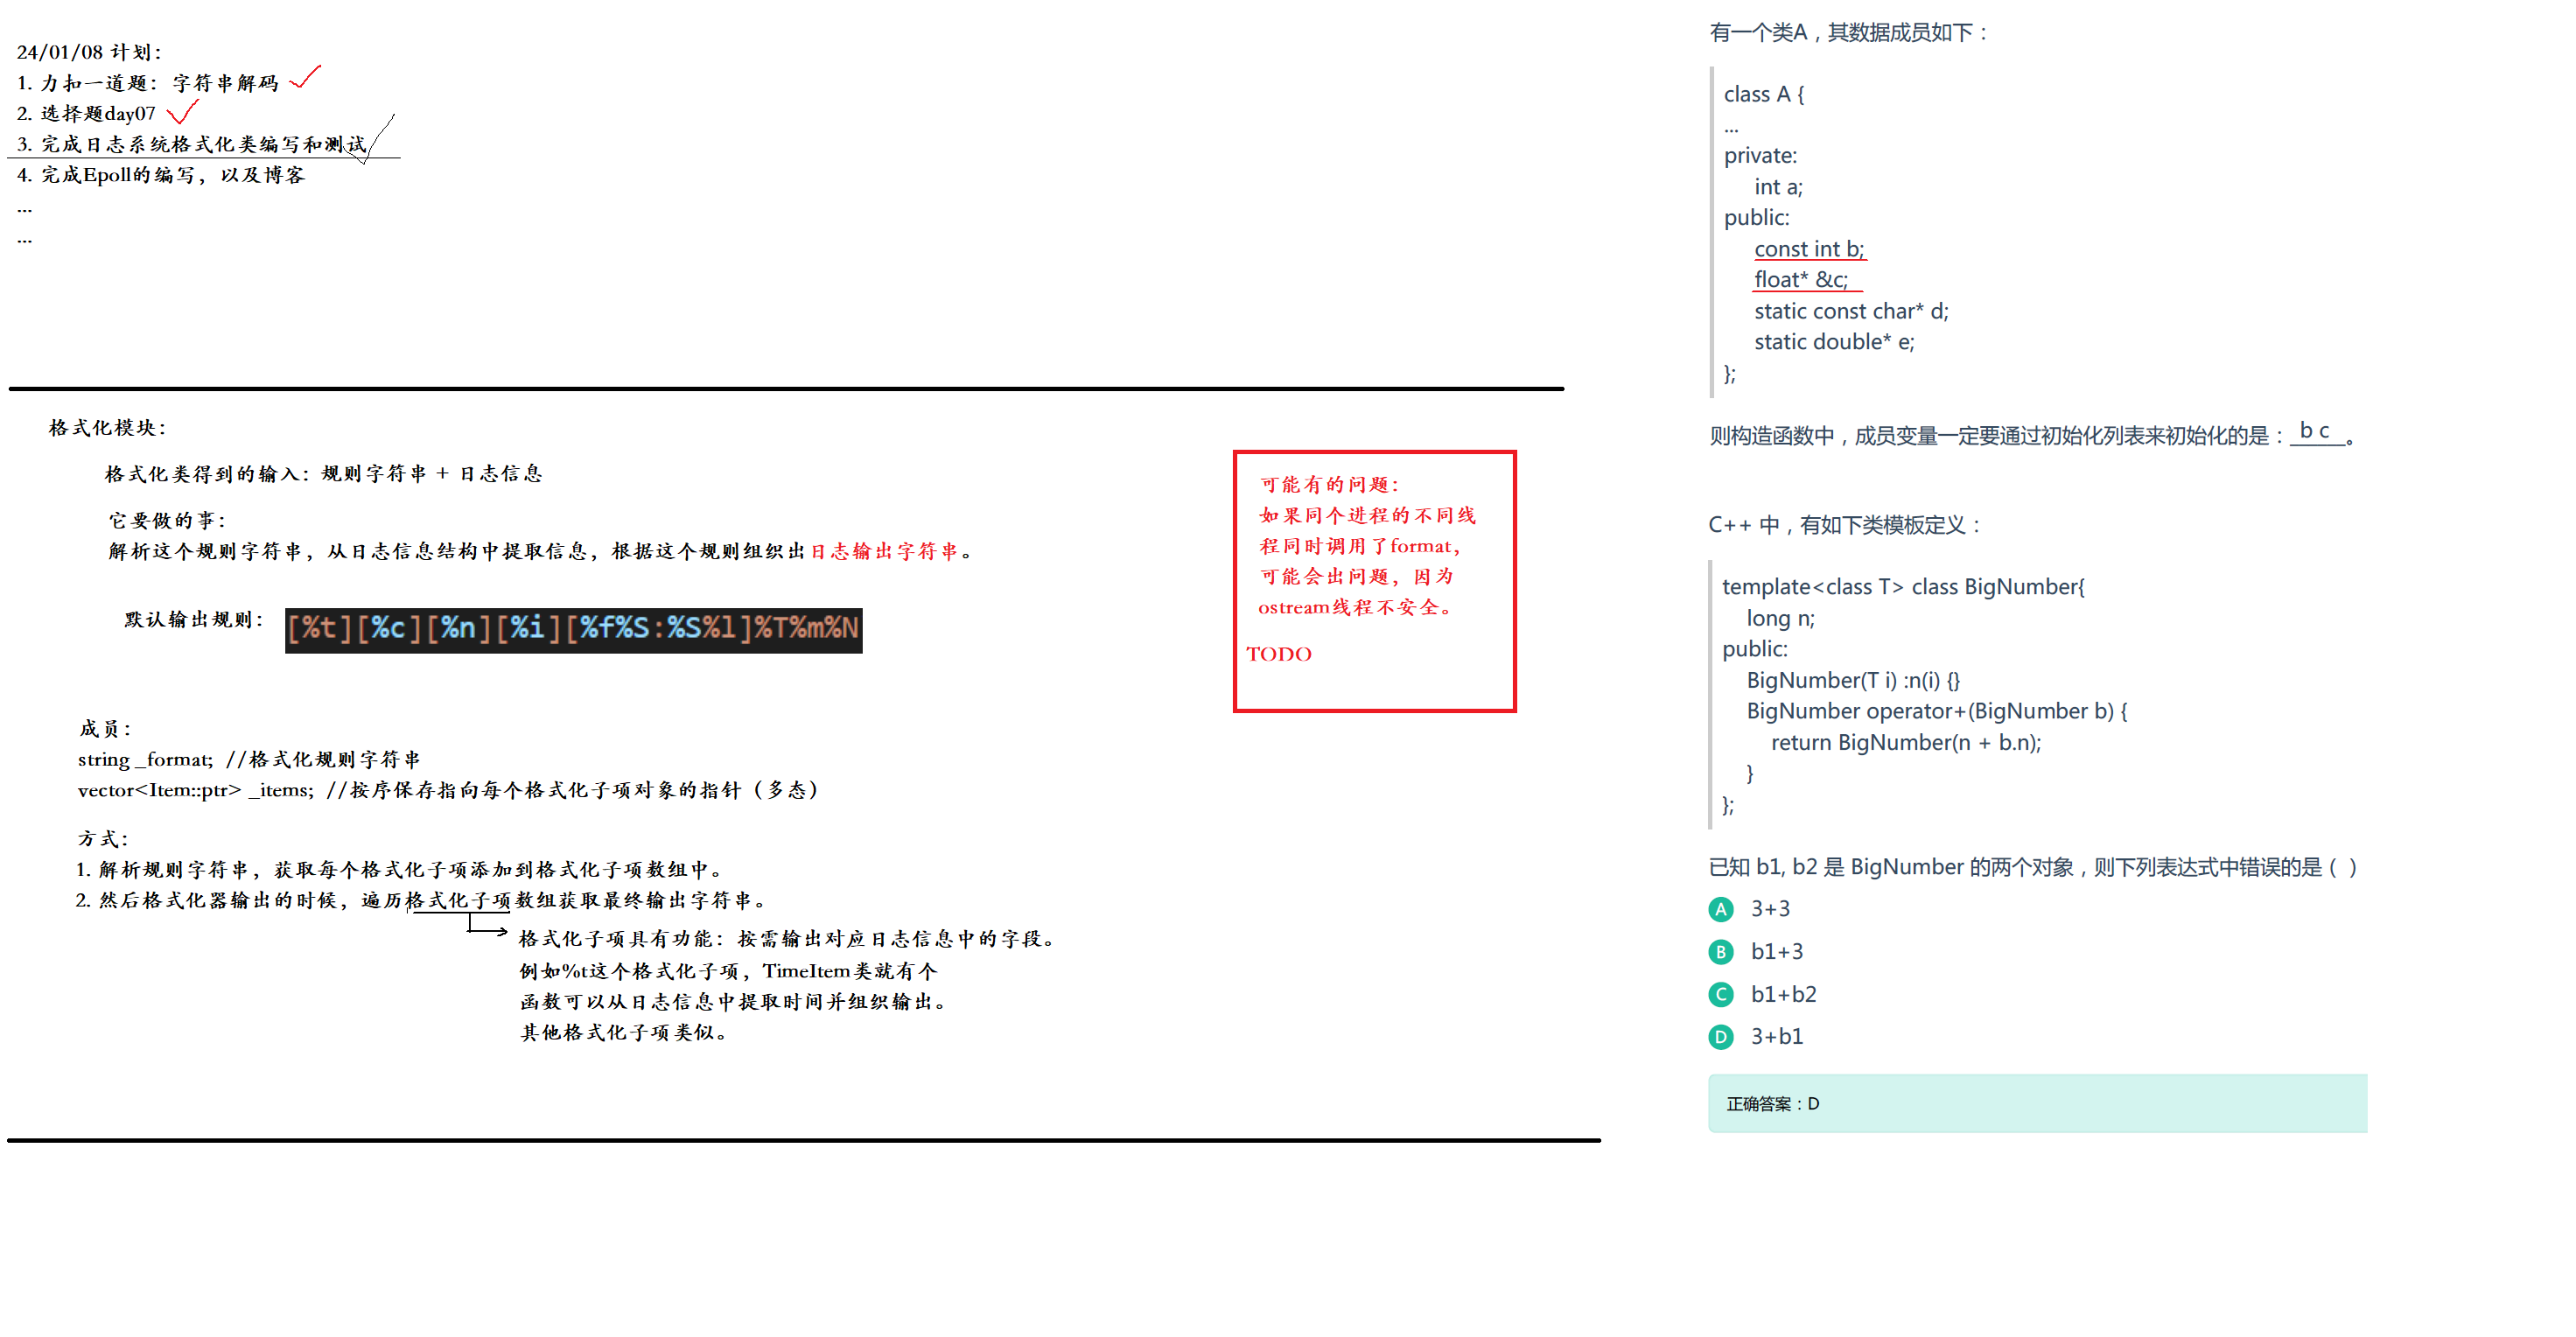 24/01/08 计划：
1. 力扣一道题：字符串解码
2. 选择题day07
3. 完成日志系统格式化类编写和测试
4. 完成Epoll的编写，以及博客
...
...
格式化模块：
格式化类得到的输入：规则字符串 + 日志信息
它要做的事：
解析这个规则字符串，从日志信息结构中提取信息，根据这个规则组织出日志输出字符串。
默认输出规则：
[%t][%c][%n][%i][%f%S:%S%l]%T%m%N
可能有的问题：
如果同个进程的不同线
程同时调用了format，
可能会出问题，因为
ostream线程不安全。
TODO
成员：
string _format; //格式化规则字符串
vector<Item::ptr> _items; //按序保存指向每个格式化子项对象的指针（多态）
方式：
1. 解析规则字符串，获取每个格式化子项添加到格式化子项数组中。
2. 然后格式化器输出的时候，遍历格式化子项数组获取最终输出字符串。
格式化子项具有功能：按需输出对应日志信息中的字段。
例如%t这个格式化子项，TimeItem类就有个
函数可以从日志信息中提取时间并组织输出。
其他格式化子项类似。
有一个类A，其数据成员如下：
class A {
...
private:
int a;
public:
const int b;
float* &c;
static const char* d;
static double* e;
};
则构造函数中，成员变量一定要通过初始化列表来初始化的是：__b c__。
C++ 中，有如下类模板定义：
template<class T> class BigNumber{
long n;
public:
BigNumber(T i) :n(i) {}
BigNumber operator+(BigNumber b) {
return BigNumber(n + b.n);
}
};
已知 b1, b2 是 BigNumber 的两个对象，则下列表达式中错误的是（ ）
A 3+3
B b1+3
C b1+b2
D 3+b1
正确答案：D